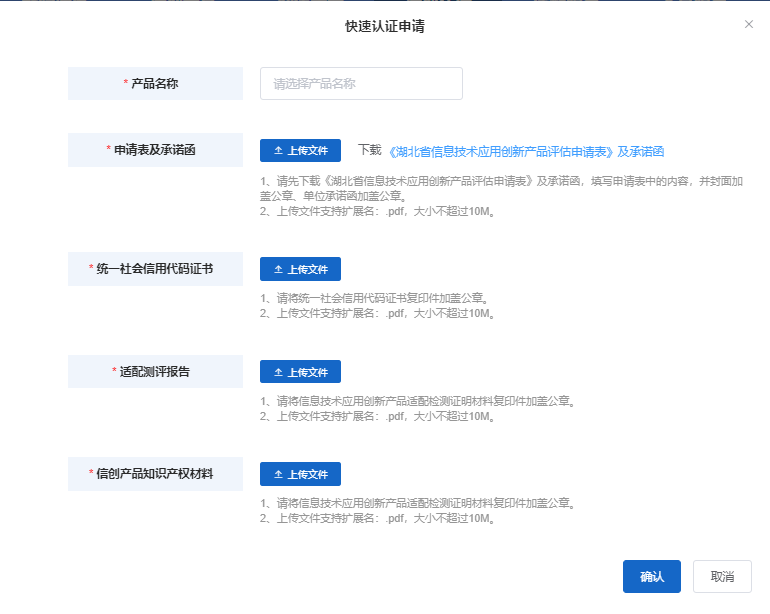 快速认证申请
* 产品名称
请选择产品名称
* 申请表及承诺函
上传文件 下载 《湖北省信息技术应用创新产品评估申请表》及承诺函
1、请先下载《湖北省信息技术应用创新产品评估申请表》及承诺函，填写申请表中的内容，并封面加
盖公章、单位承诺函加盖公章。
2、上传文件支持扩展名：.pdf，大小不超过10M。
* 统一社会信用代码证书
上传文件
1、请将统一社会信用代码证书复印件加盖公章。
2、上传文件支持扩展名：.pdf，大小不超过10M。
* 适配测评报告
上传文件
1、请将信息技术应用创新产品适配检测证明材料复印件加盖公章。
2、上传文件支持扩展名：.pdf，大小不超过10M。
* 信创产品知识产权材料
上传文件
1、请将信息技术应用创新产品适配检测证明材料复印件加盖公章。
2、上传文件支持扩展名：.pdf，大小不超过10M。
确认 取消